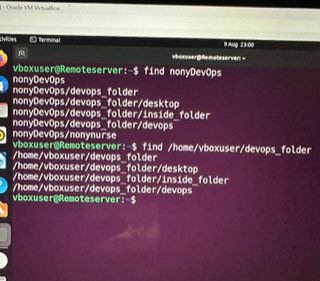 - Oracle VM VirtualBox
Terminal
9 Aug 23:00
vboxuser@Remoteserver: ~
vboxuser@Remoteserver:~$ find nonyDevOps
nonyDevOps
nonyDevOps/devops_folder
nonyDevOps/devops_folder/desktop
nonyDevOps/devops_folder/inside_folder
nonyDevOps/devops_folder/devops
nonyDevOps/nonynurse
vboxuser@Remoteserver:~$ find /home/vboxuser/devops_folder
/home/vboxuser/devops_folder
/home/vboxuser/devops_folder/desktop
/home/vboxuser/devops_folder/inside_folder
/home/vboxuser/devops_folder/devops
vboxuser@Remoteserver:~$